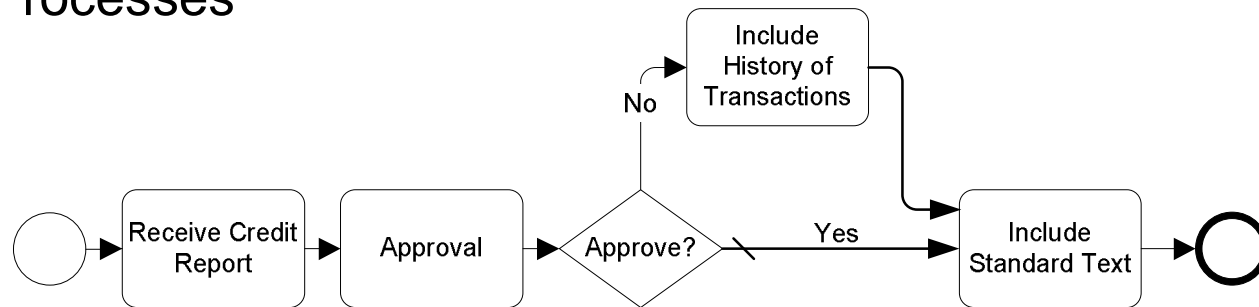 rocesses
Include
History of
Transactions
No
Receive Credit
Report
Approval
Approve?
Yes
Include
Standard Text